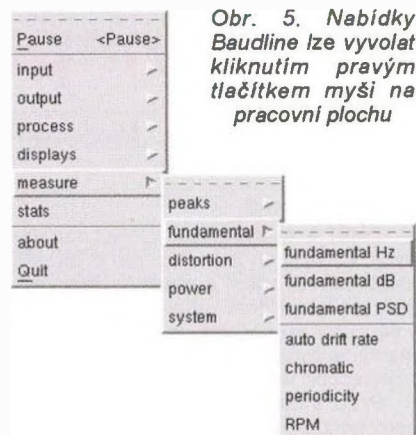 Obr. 5. Nabídky
Baudline lze vyvolat
kliknutím pravým
tlačítkem myši na
pracovní plochu
Pause <Pause>
input
output
process
displays
measure
stats
about
Quit
peaks
fundamental
distortion
power
system
fundamental Hz
fundamental dB
fundamental PSD
auto drift rate
chromatic
periodicity
RPM